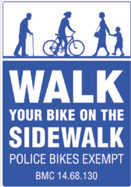 WALK
YOUR BIKE ON THE
SIDEWALK
POLICE BIKES EXEMPT
BMC 14.68.130